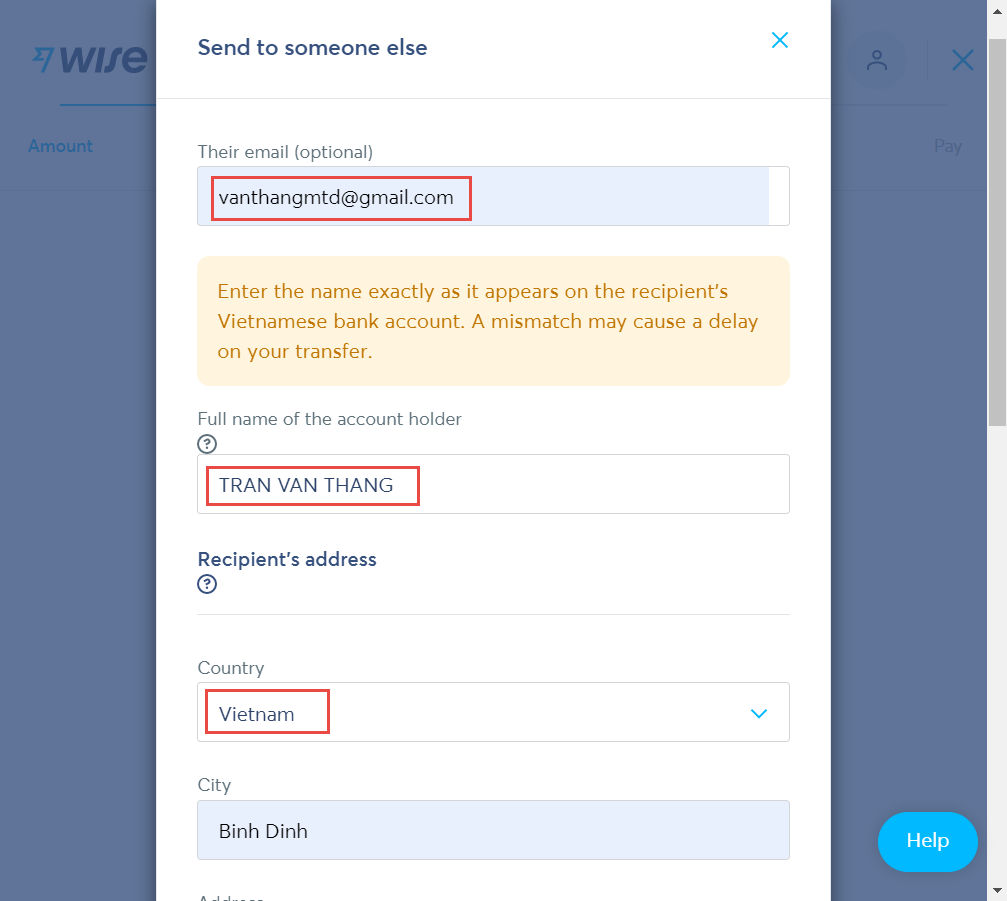 Send to someone else
wise
Amount
Pay
Their email (optional)
vanthangmtd@gmail.com
Enter the name exactly as it appears on the recipient's
Vietnamese bank account. A mismatch may cause a delay
on your transfer.
Full name of the account holder
?
TRAN VAN THANG
Recipient's address
?
Country
Vietnam
City
Binh Dinh
Help
Address